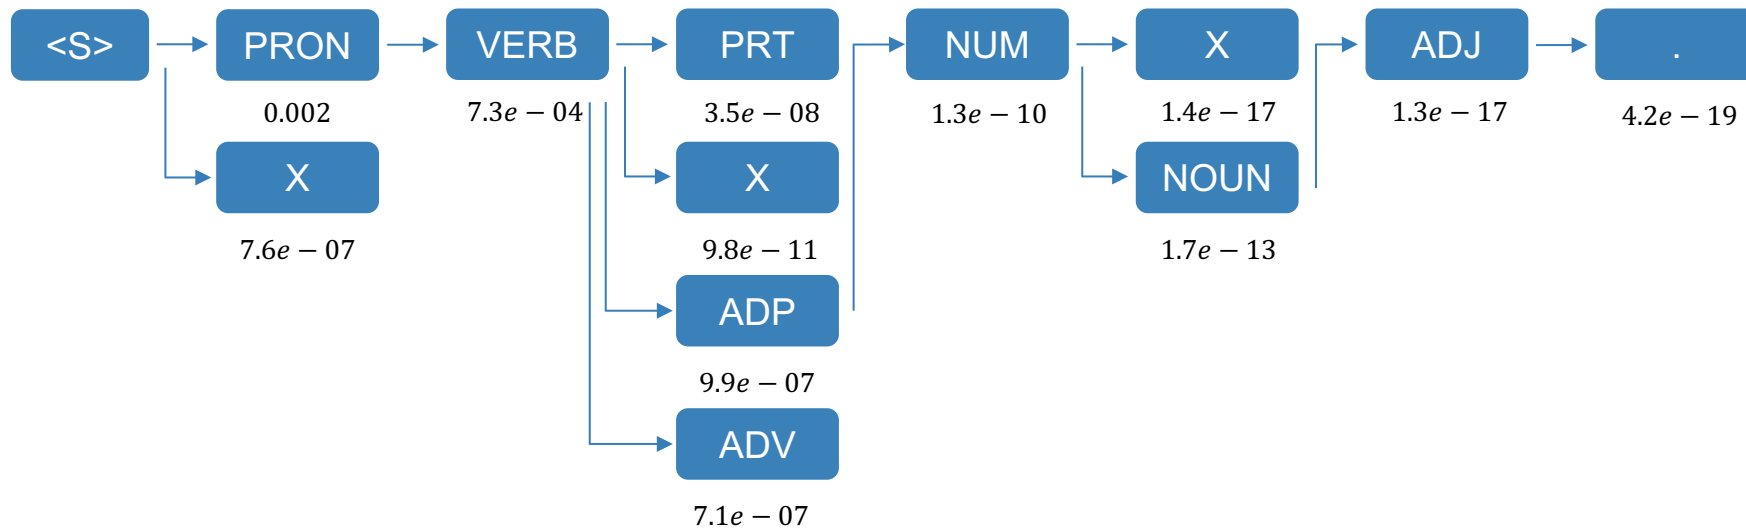 <S> PRON VERB PRT NUM X ADJ .
0.002 7.3e − 04 3.5e − 08 1.3e − 10 1.4e − 17 1.3e − 17 4.2e − 19
X X NOUN
7.6e − 07 9.8e − 11 1.7e − 13
ADP
9.9e − 07
ADV
7.1e − 07